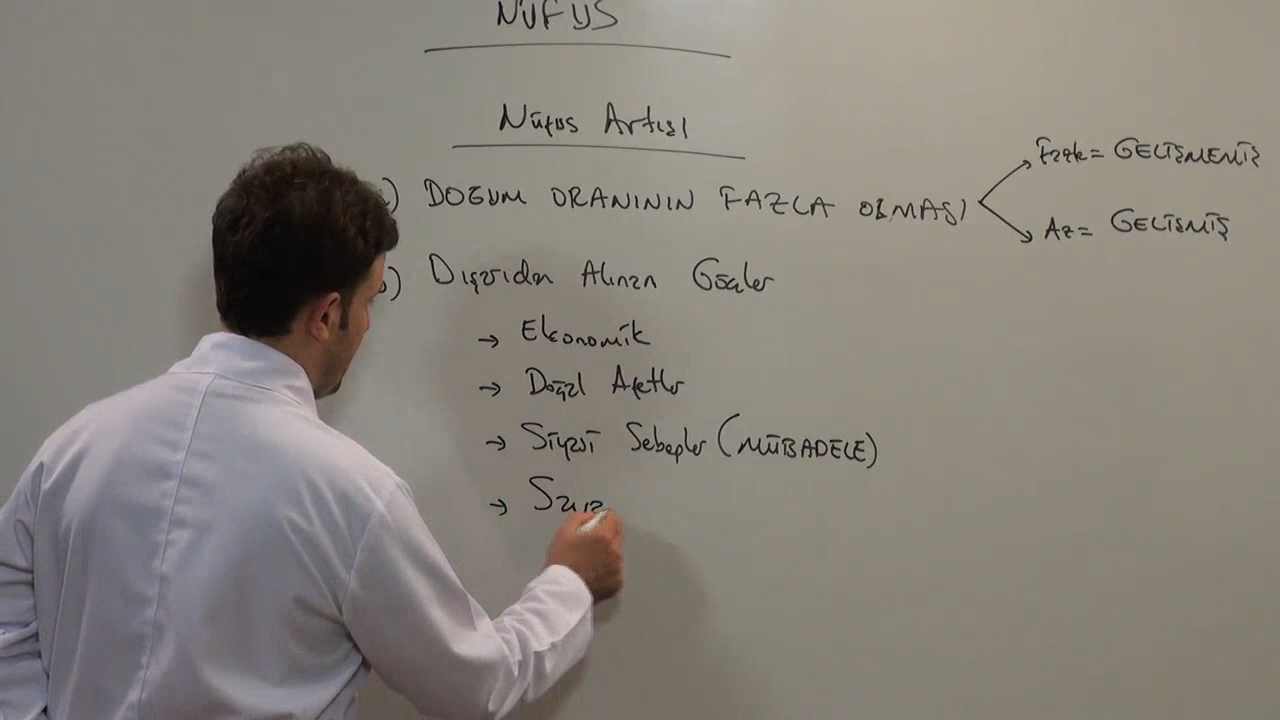 NÜFUS
Nüfus Artışı
a) DOĞUM ORANININ FAZLA OLMASI
Fazla = GELİŞMEMİŞ
Az = GELİŞMİŞ
b) Dışarıdan Alınan Göçler
→ Ekonomik
→ Doğal Afetler
→ Siyasi Sebepler (MÜBADELE)